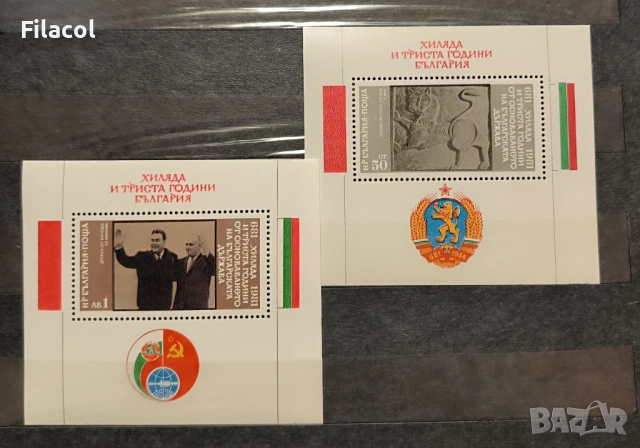 Filacol
ХИЛЯДА
И ТРИСТА ГОДИНИ
БЪЛГАРИЯ
НР БЪЛГАРИЯ·ПОЩА
СТ 50
681 ХИЛЯДА 1981
И ТРИСТА ГОДИНИ
ОТ ОСНОВАВАНЕТО
НА БЪЛГАРСКАТА
ДЪРЖАВА
681 1944
ХИЛЯДА
И ТРИСТА ГОДИНИ
БЪЛГАРИЯ
НР БЪЛГАРИЯ·ПОЩА
ЛВ 1
681 ХИЛЯДА 1981
И ТРИСТА ГОДИНИ
ОТ ОСНОВАВАНЕТО
НА БЪЛГАРСКАТА
ДЪРЖАВА
BAZAR